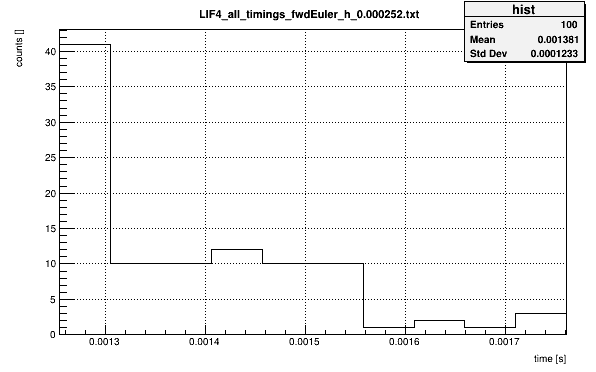 LIF4_all_timings_fwdEuler_h_0.000252.txt
hist
Entries 100
Mean 0.001381
Std Dev 0.0001233
counts []
40
35
30
25
20
15
10
5
0
0.0013 0.0014 0.0015 0.0016 0.0017
time [s]